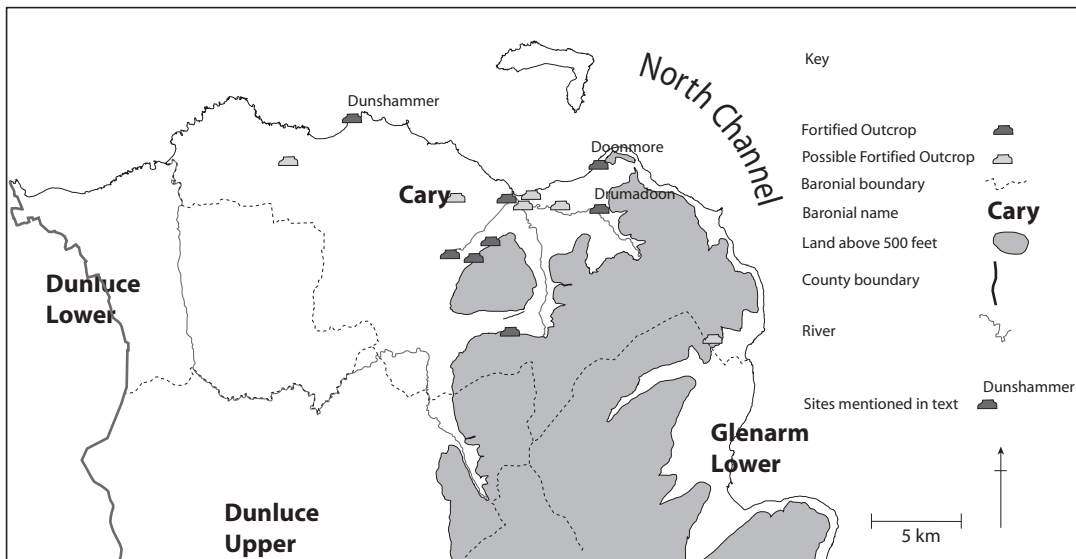 North Channel
Key
Dunshammer
Fortified Outcrop
Doonmore
Possible Fortified Outcrop
Baronial boundary
Cary
Drumadoon
Baronial name
Cary
Land above 500 feet
Dunluce
Lower
County boundary
River
Dunshammer
Sites mentioned in text
Glenarm
Lower
Dunluce
Upper
5 km